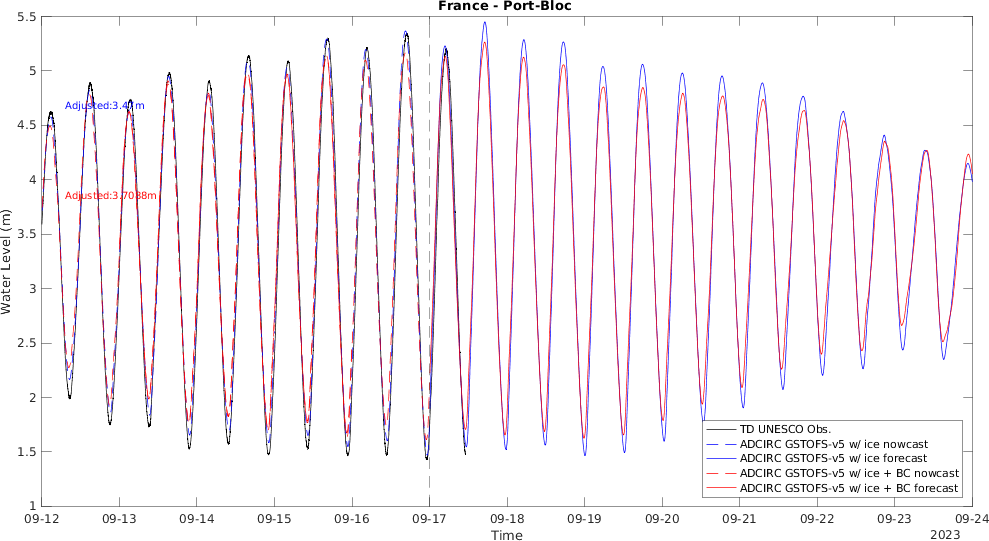 France - Port-Bloc
Water Level (m)
5.5
5
4.5
4
3.5
3
2.5
2
1.5
1
Adjusted:3.47m
Adjusted:3.7088m
TD UNESCO Obs.
ADCIRC GSTOFS-v5 w/ ice nowcast
ADCIRC GSTOFS-v5 w/ ice forecast
ADCIRC GSTOFS-v5 w/ ice + BC nowcast
ADCIRC GSTOFS-v5 w/ ice + BC forecast
09-12 09-13 09-14 09-15 09-16 09-17 09-18 09-19 09-20 09-21 09-22 09-23 09-24
Time
2023